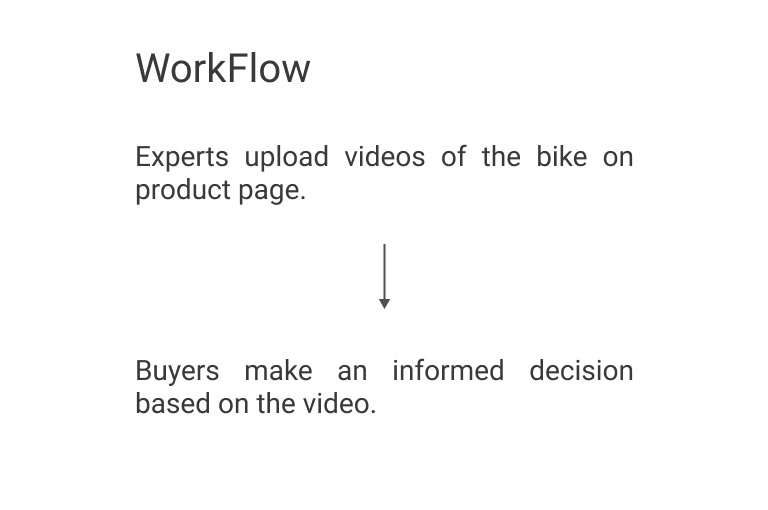 WorkFlow
Experts upload videos of the bike on
product page.
Buyers make an informed decision
based on the video.